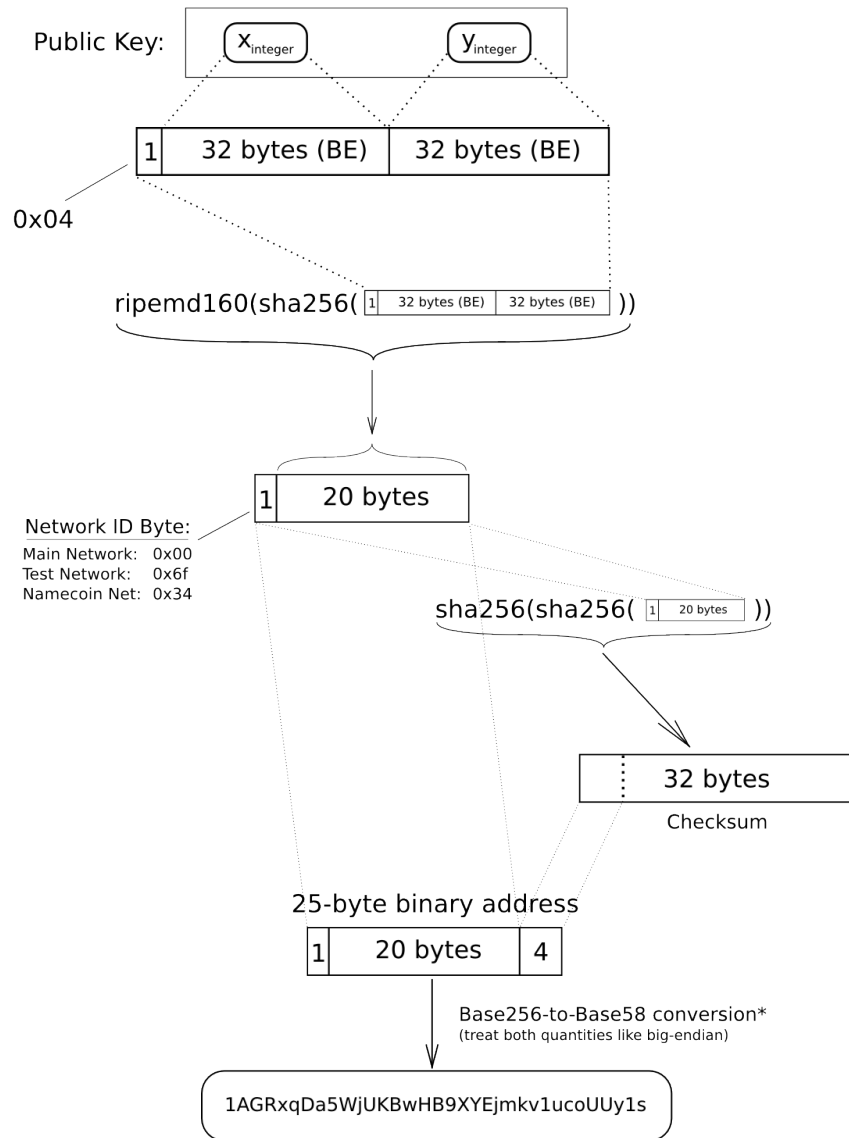 Public Key:
x integer
y integer
1
32 bytes (BE)
32 bytes (BE)
0x04
ripemd160(sha256( 1 32 bytes (BE) 32 bytes (BE) ))
1
20 bytes
Network ID Byte:
Main Network: 0x00
Test Network: 0x6f
Namecoin Net: 0x34
sha256(sha256( 1 20 bytes ))
32 bytes
Checksum
25-byte binary address
1
20 bytes
4
Base256-to-Base58 conversion*
(treat both quantities like big-endian)
1AGRxqDa5WjUKBwHB9XYEjmkv1ucoUUy1s